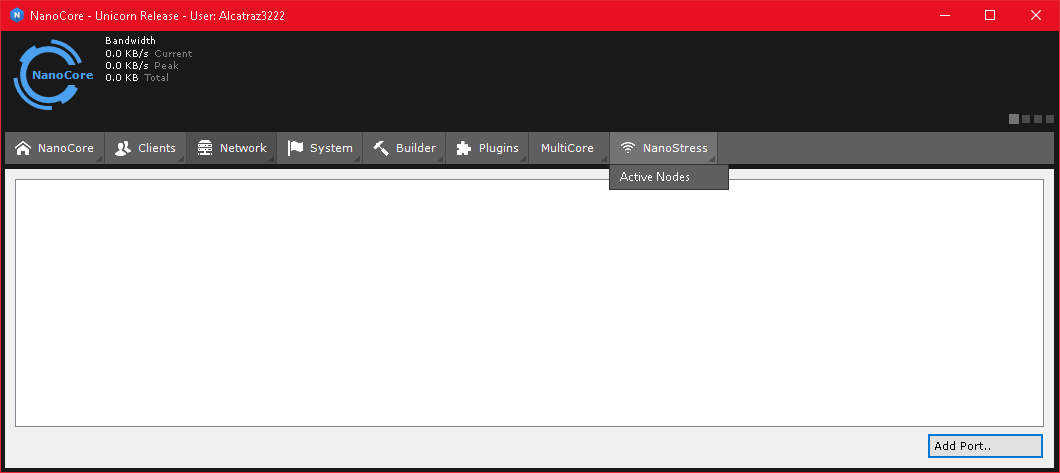 NanoCore - Unicorn Release - User: Alcatraz3222
NanoCore
Bandwidth
0.0 KB/s Current
0.0 KB/s Peak
0.0 KB Total
NanoCore Clients Network System Builder Plugins MultiCore NanoStress
Active Nodes
Add Port..